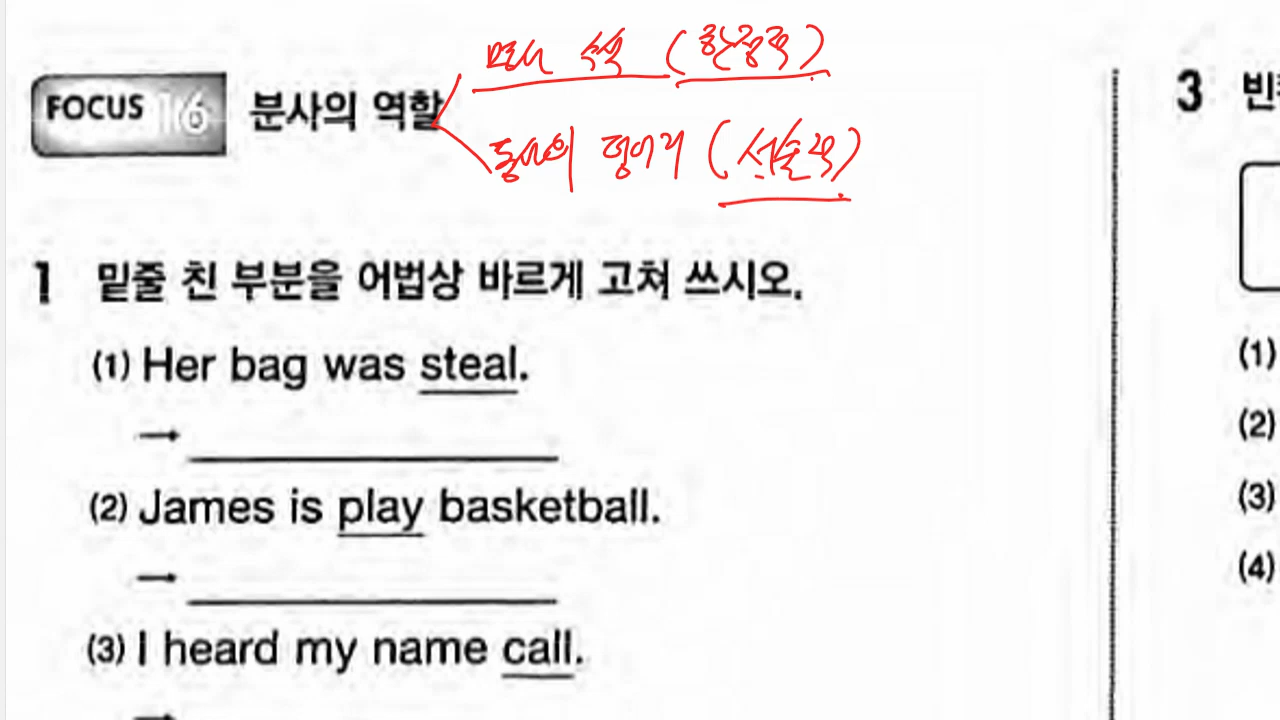 명사 수식 (한정적)
FOCUS 16 분사의 역할
동사의 덩어리 (서술적)
1 밑줄 친 부분을 어법상 바르게 고쳐 쓰시오.
(1) Her bag was steal.
→
(2) James is play basketball.
→
(3) I heard my name call.
→
3 빈
(1)
(2)
(3)
(4)